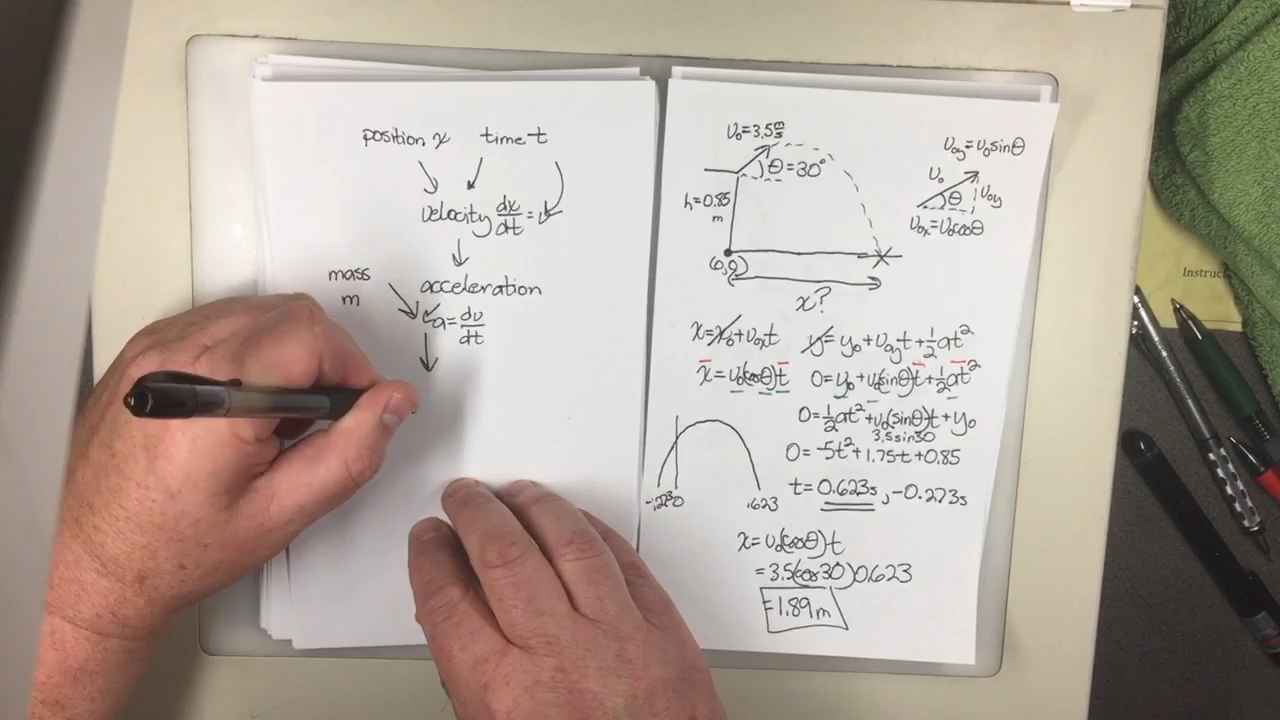 position x time t
velocity dx/dt = v
acceleration
mass
m
a = dv/dt
v₀=3.5 m/s
θ=30°
h=0.85
m
(0,0)
x?
v₀y=v₀sinθ
v₀
v₀y
θ
v₀x=v₀cosθ
x=x₀+v₀xt
y=y₀+v₀yt+½at²
x=v₀(cosθ)t
0=y₀+v₀(sinθ)t+½at²
0=½at²+v₀(sinθ)t+y₀
3.5sin30
0=-5t²+1.75t+0.85
t=0.623s,-0.273s
-.273 0 .623
x=v₀(cosθ)t
=3.5(cos30)0.623
=1.89m
Instruc